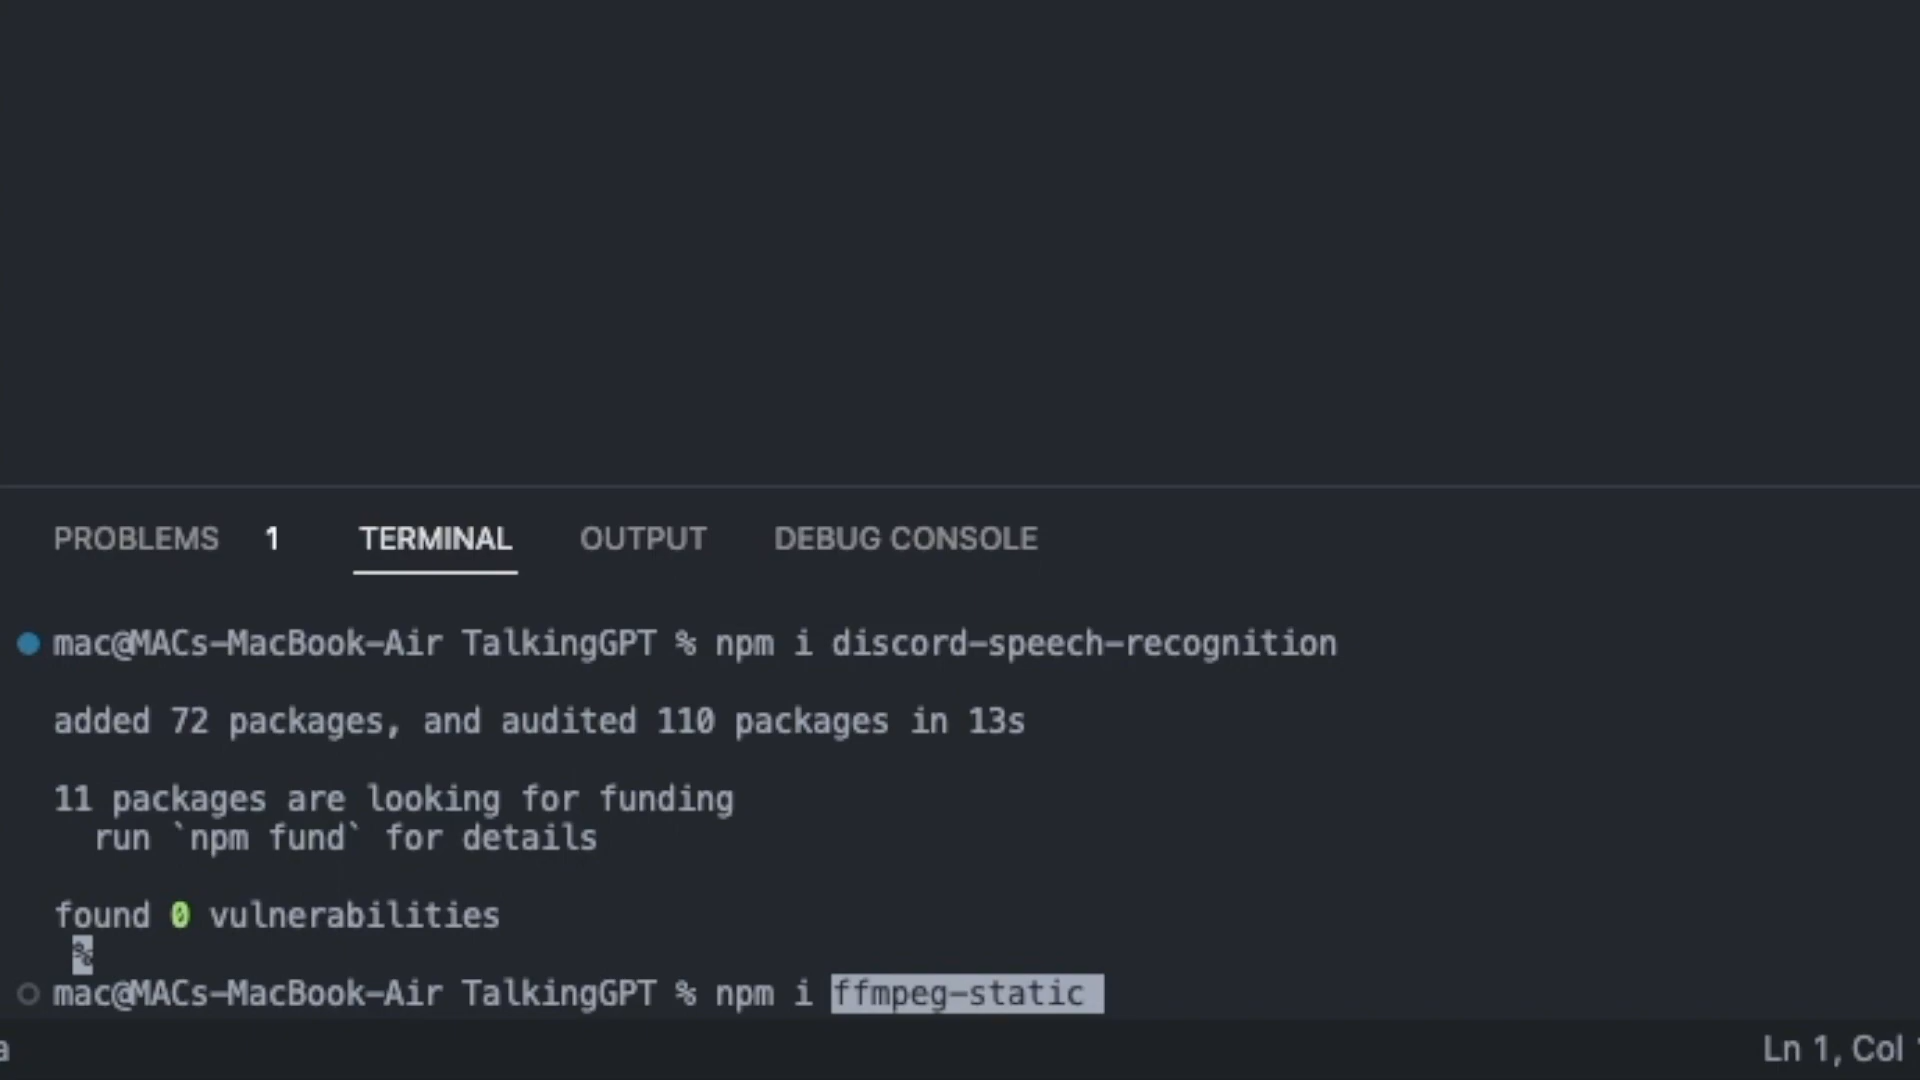 PROBLEMS 1 TERMINAL OUTPUT DEBUG CONSOLE
mac@MACs-MacBook-Air TalkingGPT % npm i discord-speech-recognition
added 72 packages, and audited 110 packages in 13s
11 packages are looking for funding
run `npm fund` for details
found 0 vulnerabilities
%
mac@MACs-MacBook-Air TalkingGPT % npm i ffmpeg-static
Ln 1, Col